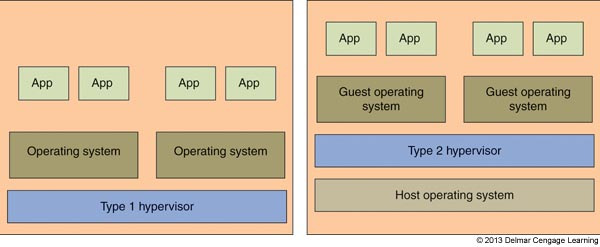 App
App
App
App
Operating system
Operating system
Type 1 hypervisor
App
App
App
App
Guest operating
system
Guest operating
system
Type 2 hypervisor
Host operating system
© 2013 Delmar Cengage Learning